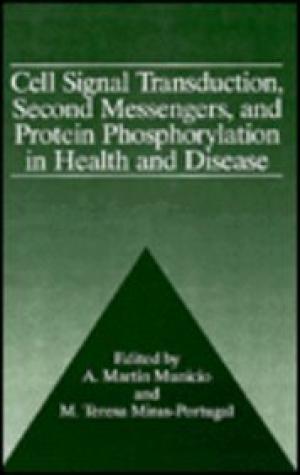 Cell Signal Transduction,
Second Messengers, and
Protein Phosphorylation
in Health and Disease
Edited by
A. Martin Municio
and
M. Teresa Miras-Portugal